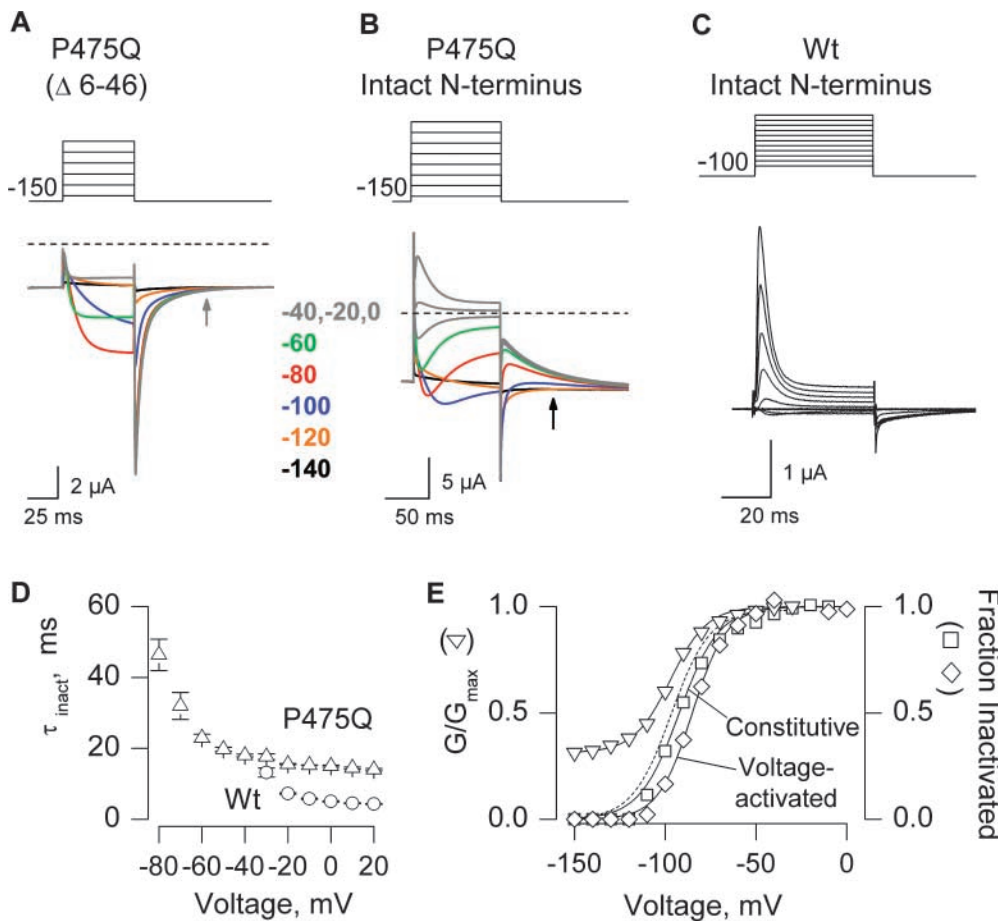 A
P475Q
(Δ 6-46)
-150
2 µA
25 ms
B
P475Q
Intact N-terminus
-150
-40,-20,0
-60
-80
-100
-120
-140
5 µA
50 ms
C
Wt
Intact N-terminus
-100
1 µA
20 ms
D
τ inact, ms
60
40
20
0
P475Q
Wt
-80
-60
-40
-20
0
20
Voltage, mV
E
G/Gmax (▽)
1.0
0.5
0.0
Constitutive
Voltage-
activated
1.0
0.5
0.0
Fraction Inactivated
(□ ◇)
-150
-100
-50
0
Voltage, mV